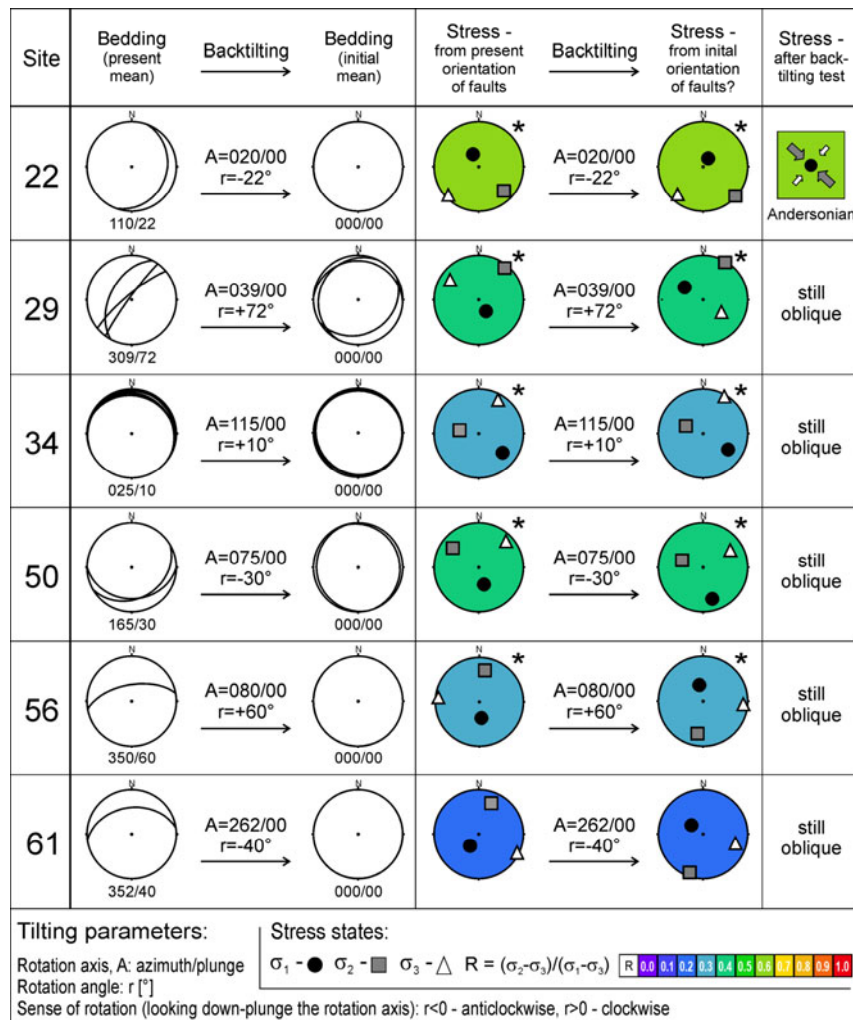 Site
Bedding
(present
mean)
Backtilting
Bedding
(initial
mean)
Stress -
from present
orientation
of faults
Backtilting
Stress -
from inital
orientation
of faults?
Stress -
after back-
tilting test
22
N
110/22
A=020/00
r=-22°
N
000/00
N
*
A=020/00
r=-22°
N
*
Andersonian
29
N
309/72
A=039/00
r=+72°
N
000/00
N
*
A=039/00
r=+72°
N
*
still
oblique
34
N
025/10
A=115/00
r=+10°
N
000/00
N
*
A=115/00
r=+10°
N
*
still
oblique
50
N
165/30
A=075/00
r=-30°
N
000/00
N
*
A=075/00
r=-30°
N
*
still
oblique
56
N
350/60
A=080/00
r=+60°
N
000/00
N
*
A=080/00
r=+60°
N
*
still
oblique
61
N
352/40
A=262/00
r=-40°
N
000/00
N
A=262/00
r=-40°
N
still
oblique
Tilting parameters:
Rotation axis, A: azimuth/plunge
Rotation angle: r [°]
Sense of rotation (looking down-plunge the rotation axis): r<0 - anticlockwise, r>0 - clockwise
Stress states:
σ1 - σ2 - σ3 - R = (σ2-σ3)/(σ1-σ3) R 0.0 0.1 0.2 0.3 0.4 0.5 0.6 0.7 0.8 0.9 1.0